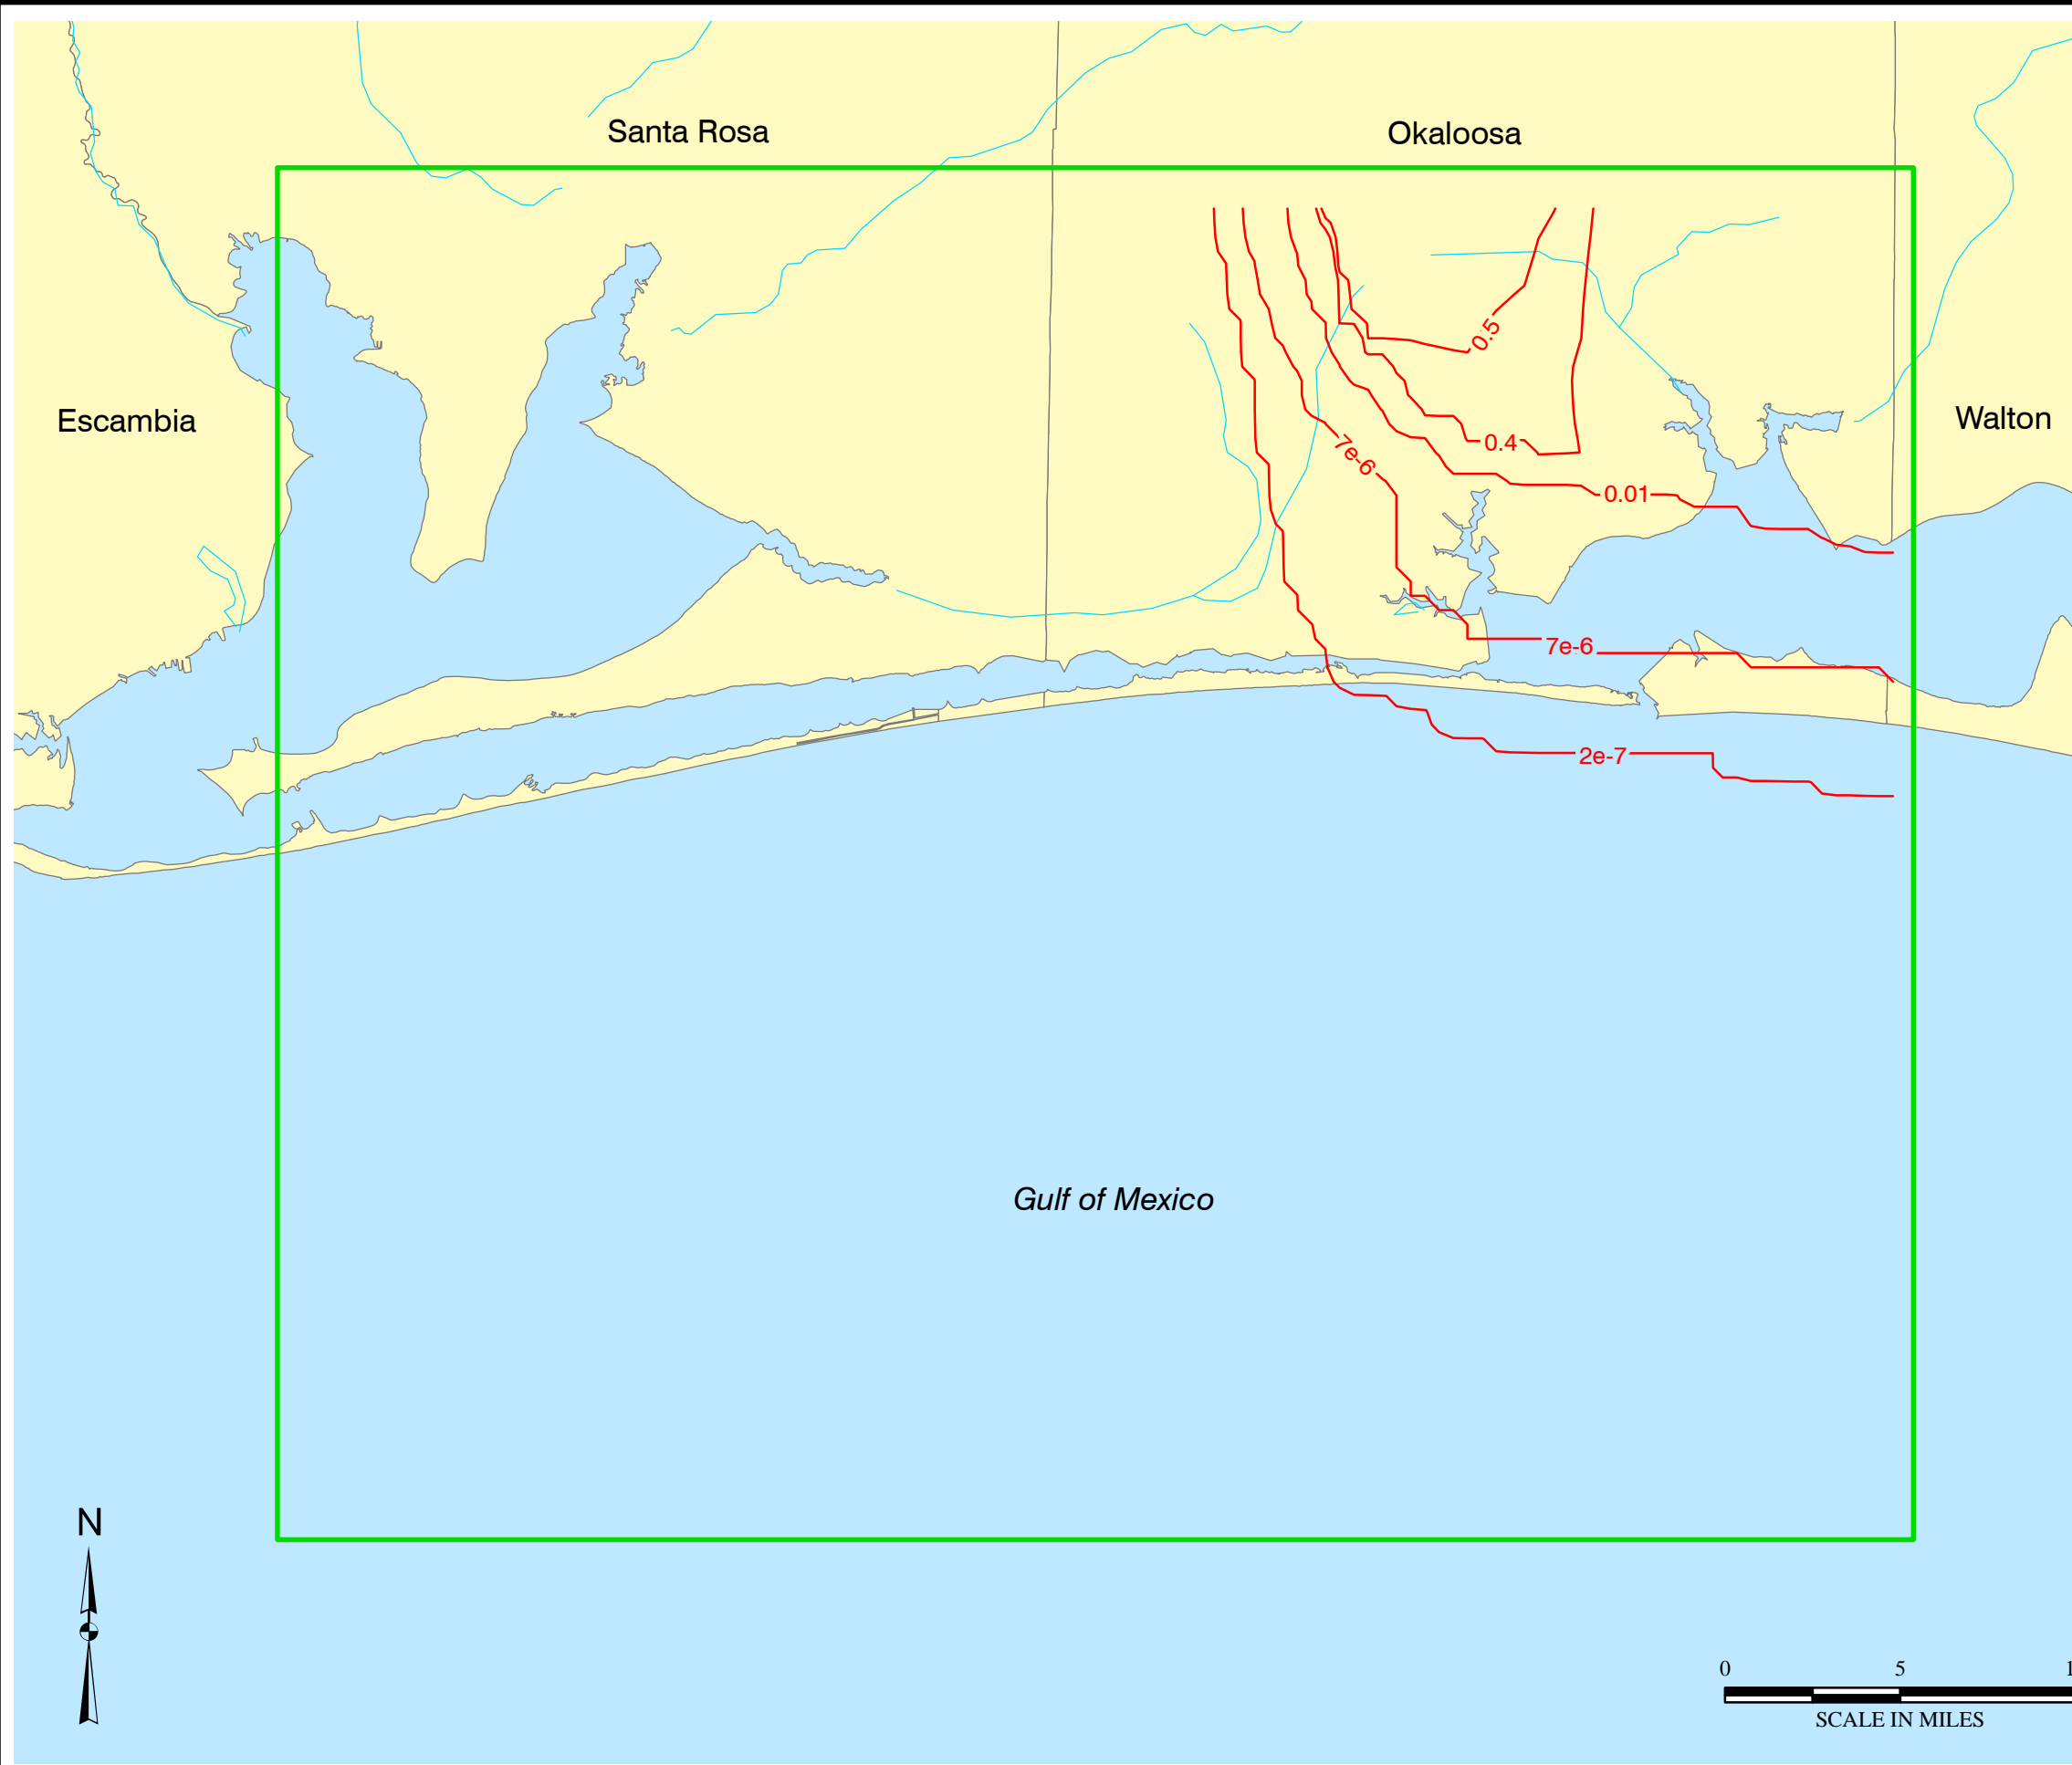 Santa Rosa
Okaloosa
Escambia
Walton
0.5
0.4
7e-6
0.01
7e-6
2e-7
Gulf of Mexico
N
0 5
SCALE IN MILES